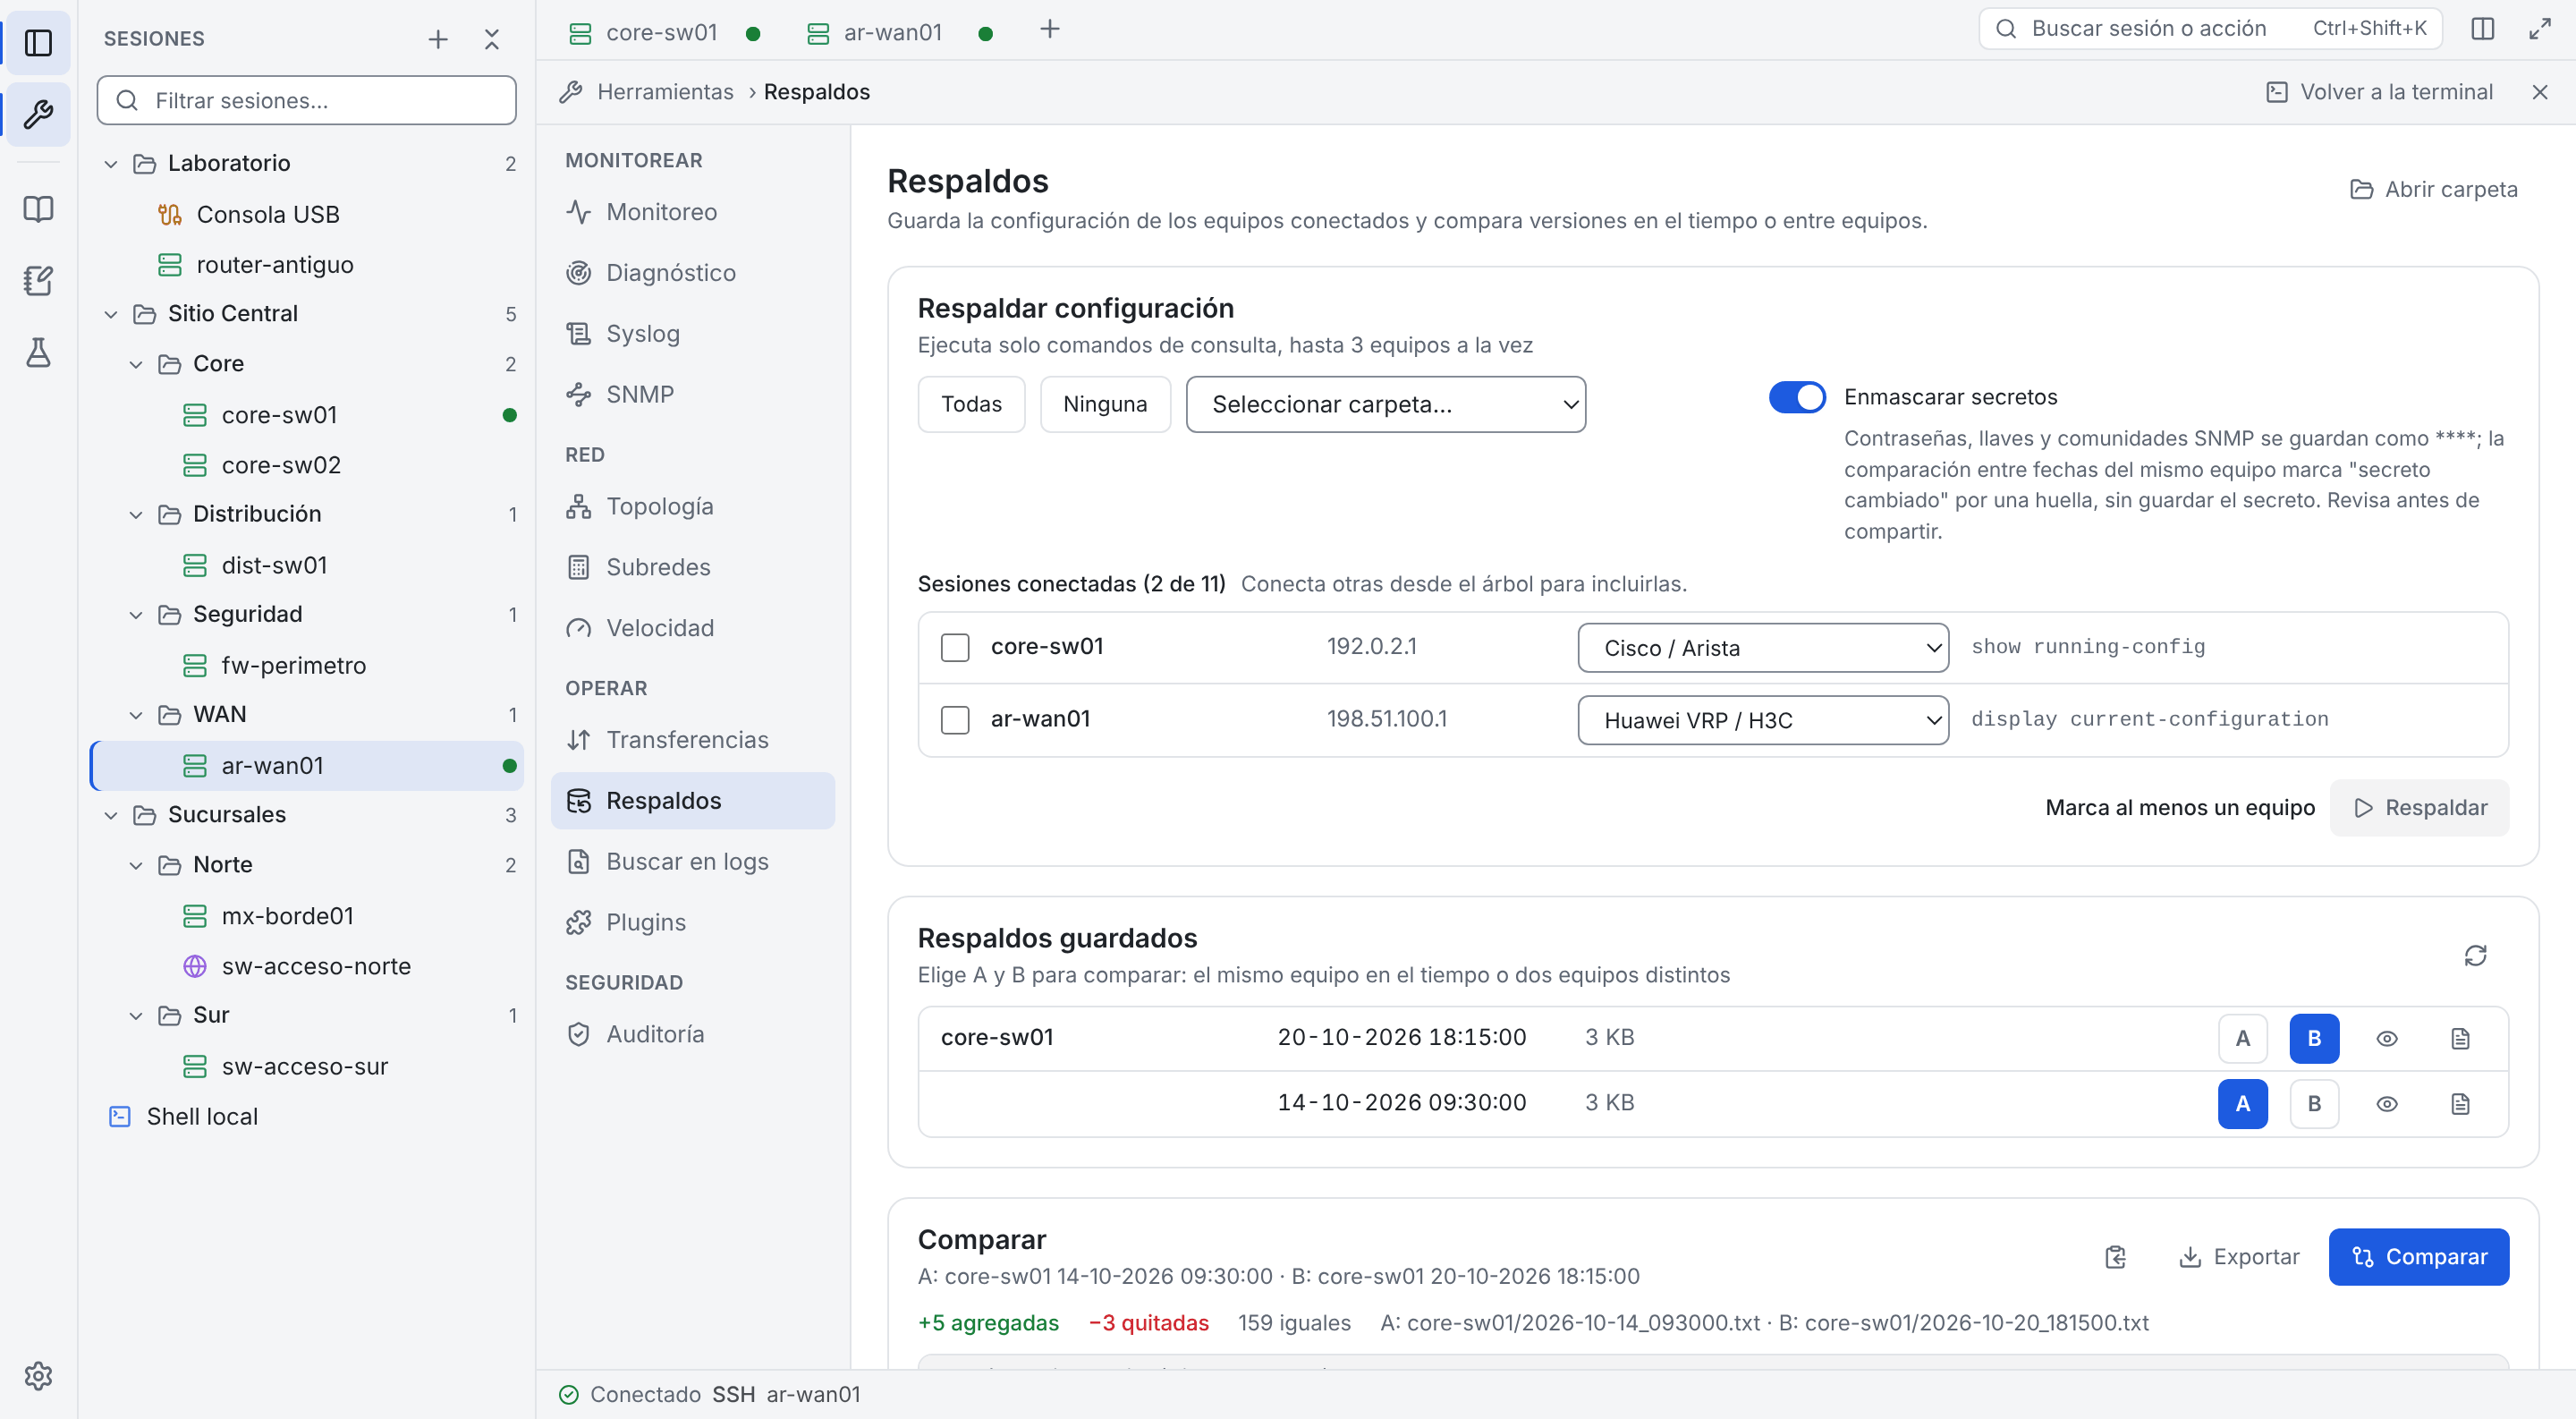 SESIONES
Filtrar sesiones...
Laboratorio 2
Consola USB
router-antiguo
Sitio Central 5
Core 2
core-sw01
core-sw02
Distribución 1
dist-sw01
Seguridad 1
fw-perimetro
WAN 1
ar-wan01
Sucursales 3
Norte 2
mx-borde01
sw-acceso-norte
Sur 1
sw-acceso-sur
Shell local
core-sw01 ar-wan01
Buscar sesión o acción Ctrl+Shift+K
Herramientas › Respaldos
Volver a la terminal
MONITOREAR
Monitoreo
Diagnóstico
Syslog
SNMP
RED
Topología
Subredes
Velocidad
OPERAR
Transferencias
Respaldos
Buscar en logs
Plugins
SEGURIDAD
Auditoría
Respaldos
Guarda la configuración de los equipos conectados y compara versiones en el tiempo o entre equipos.
Abrir carpeta
Respaldar configuración
Ejecuta solo comandos de consulta, hasta 3 equipos a la vez
Todas Ninguna Seleccionar carpeta...
Enmascarar secretos
Contraseñas, llaves y comunidades SNMP se guardan como ****; la
comparación entre fechas del mismo equipo marca "secreto
cambiado" por una huella, sin guardar el secreto. Revisa antes de
compartir.
Sesiones conectadas (2 de 11) Conecta otras desde el árbol para incluirlas.
core-sw01 192.0.2.1 Cisco / Arista show running-config
ar-wan01 198.51.100.1 Huawei VRP / H3C display current-configuration
Marca al menos un equipo Respaldar
Respaldos guardados
Elige A y B para comparar: el mismo equipo en el tiempo o dos equipos distintos
core-sw01 20-10-2026 18:15:00 3 KB A B
14-10-2026 09:30:00 3 KB A B
Comparar
A: core-sw01 14-10-2026 09:30:00 · B: core-sw01 20-10-2026 18:15:00
Exportar Comparar
+5 agregadas −3 quitadas 159 iguales A: core-sw01/2026-10-14_093000.txt · B: core-sw01/2026-10-20_181500.txt
Conectado SSH ar-wan01